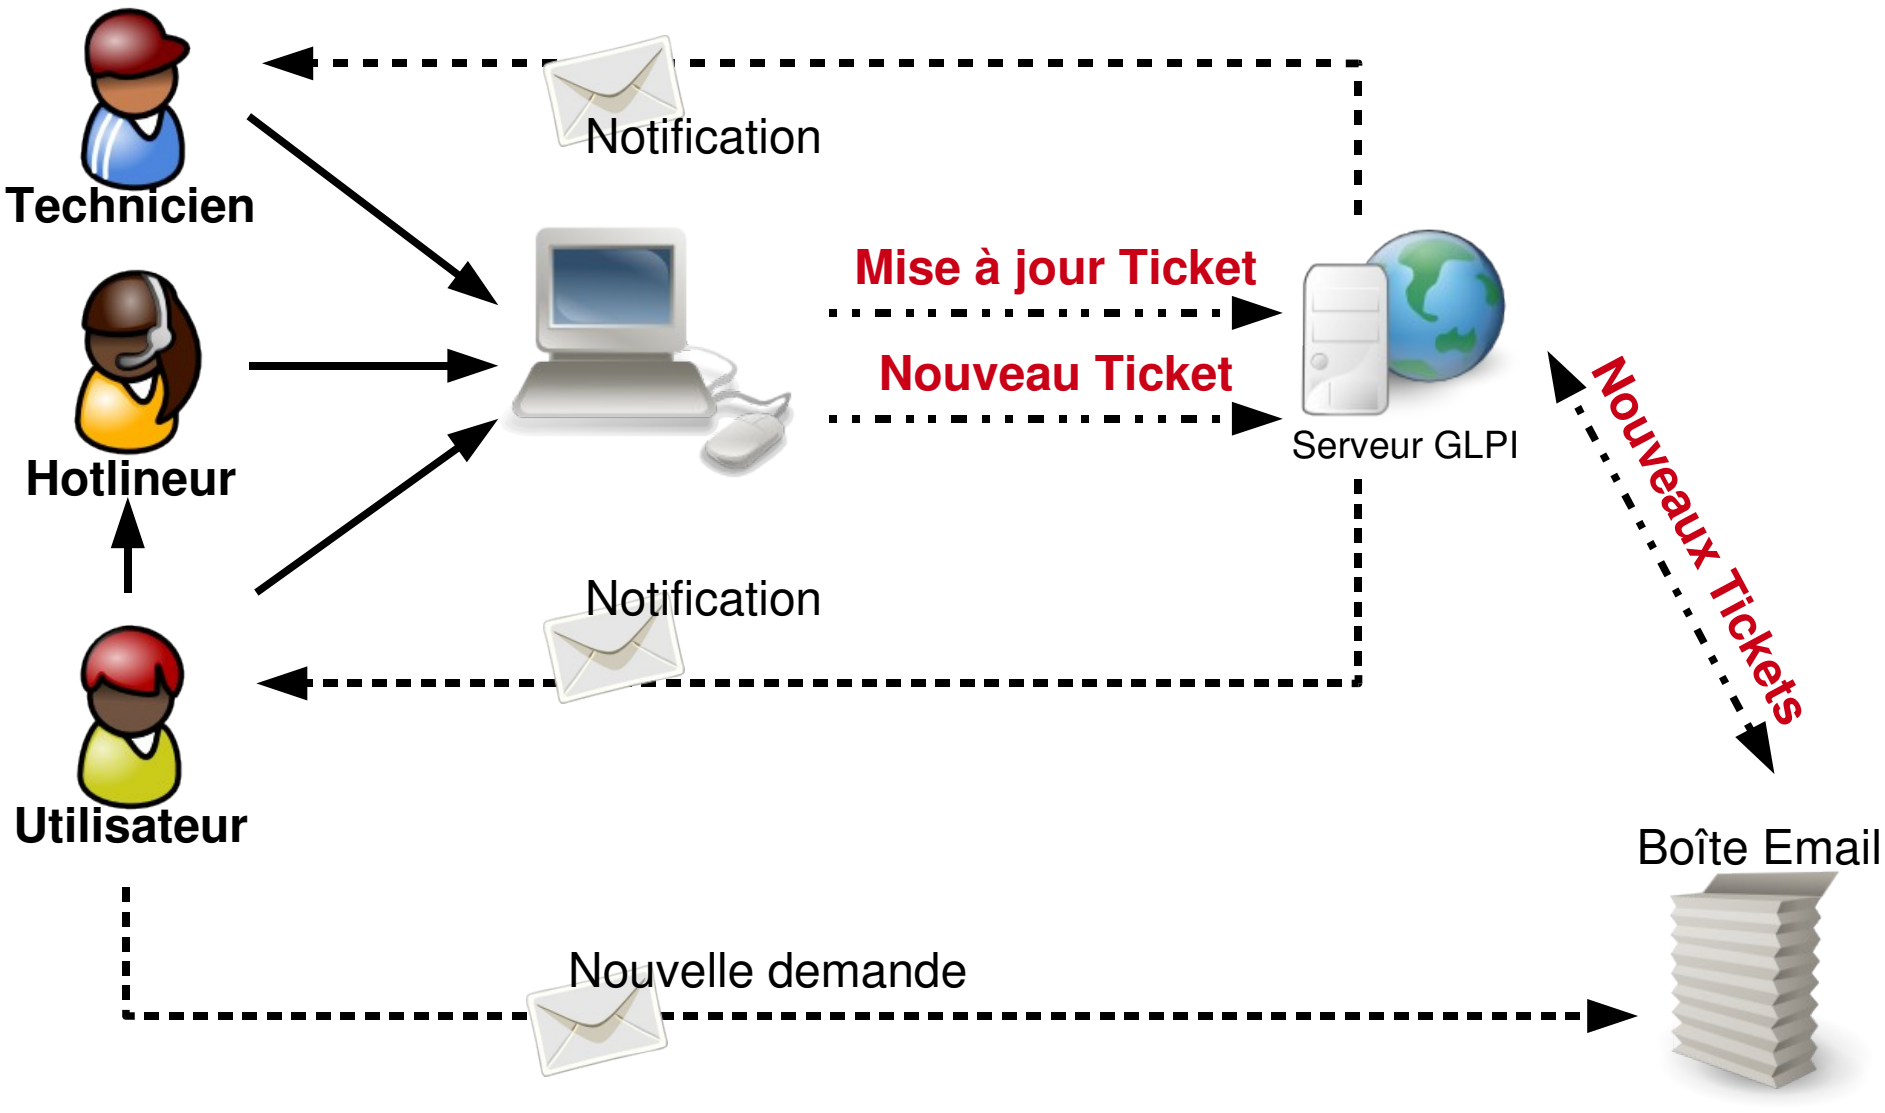 Notification
Technicien
Mise à jour Ticket
Nouveau Ticket
Serveur GLPI
Hotlineur
Nouveaux Tickets
Notification
Utilisateur
Boîte Email
Nouvelle demande